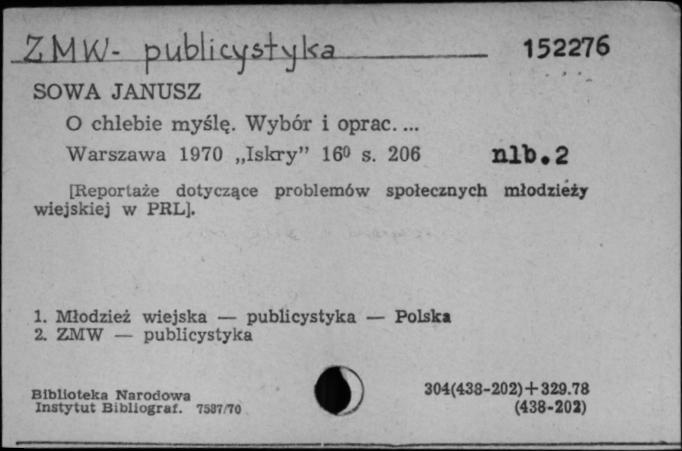 ZMW- publicystyka 152276
SOWA JANUSZ
O chlebie myślę. Wybór i oprac. ...
Warszawa 1970 „Iskry” 16⁰ s. 206 nlb.2
[Reportaże dotyczące problemów społecznych młodzieży
wiejskiej w PRL].
1. Młodzież wiejska — publicystyka — Polska
2. ZMW — publicystyka
Biblioteka Narodowa 304(438-202)+329.78
Instytut Bibliograf. 7587/70 (438-202)